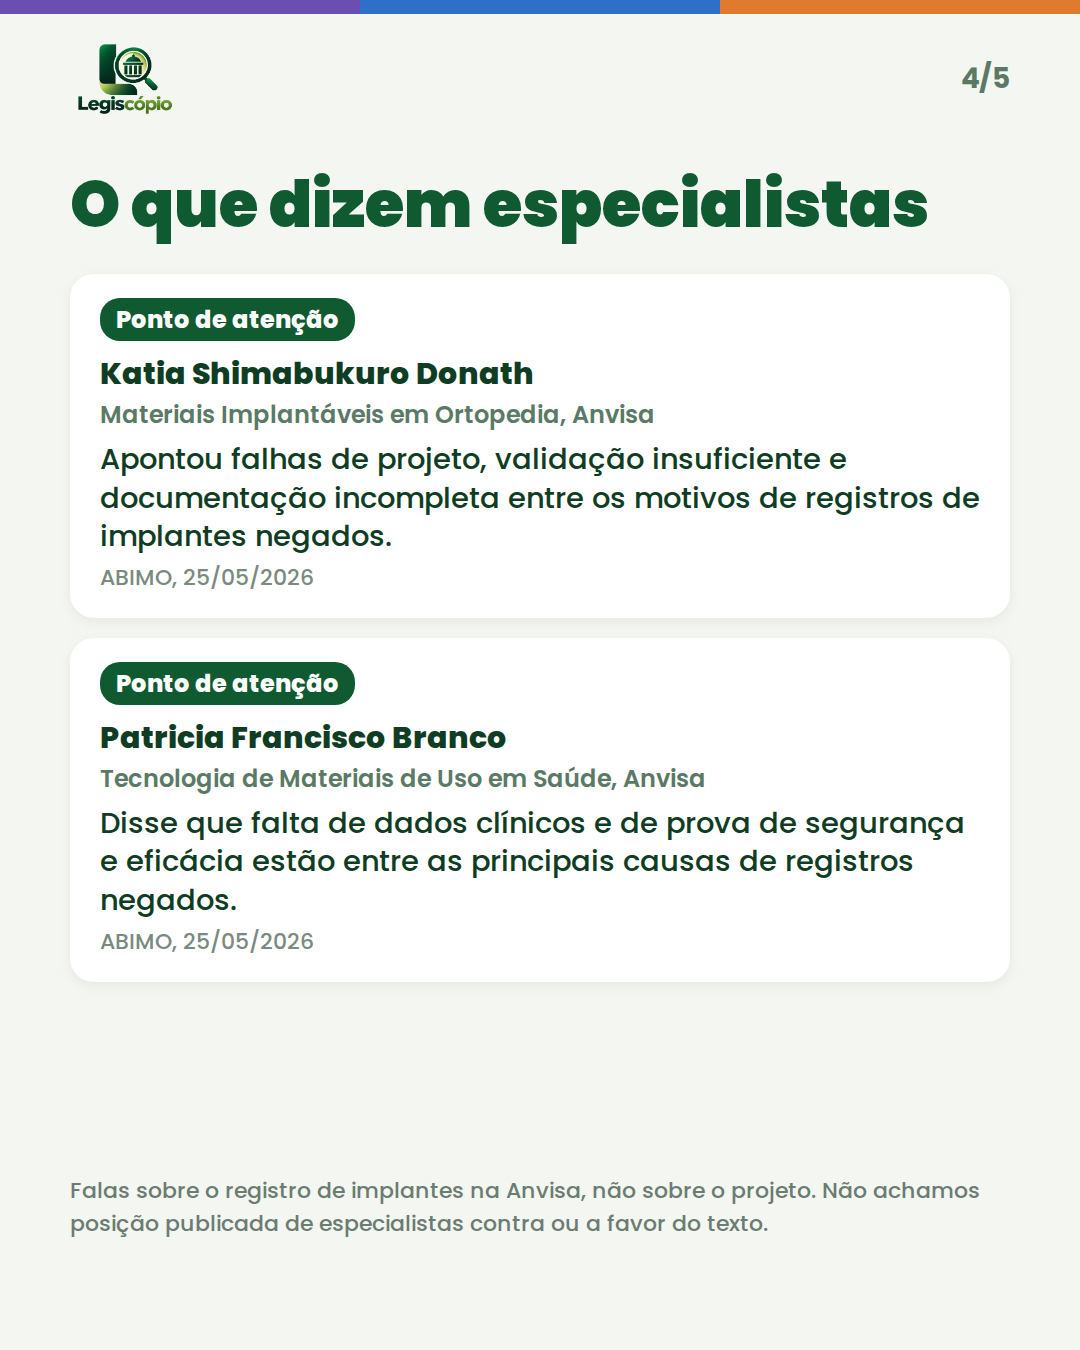 Legiscópio
4/5
O que dizem especialistas
Ponto de atenção
Katia Shimabukuro Donath
Materiais Implantáveis em Ortopedia, Anvisa
Apontou falhas de projeto, validação insuficiente e
documentação incompleta entre os motivos de registros de
implantes negados.
ABIMO, 25/05/2026
Ponto de atenção
Patricia Francisco Branco
Tecnologia de Materiais de Uso em Saúde, Anvisa
Disse que falta de dados clínicos e de prova de segurança
e eficácia estão entre as principais causas de registros
negados.
ABIMO, 25/05/2026
Falas sobre o registro de implantes na Anvisa, não sobre o projeto. Não achamos
posição publicada de especialistas contra ou a favor do texto.